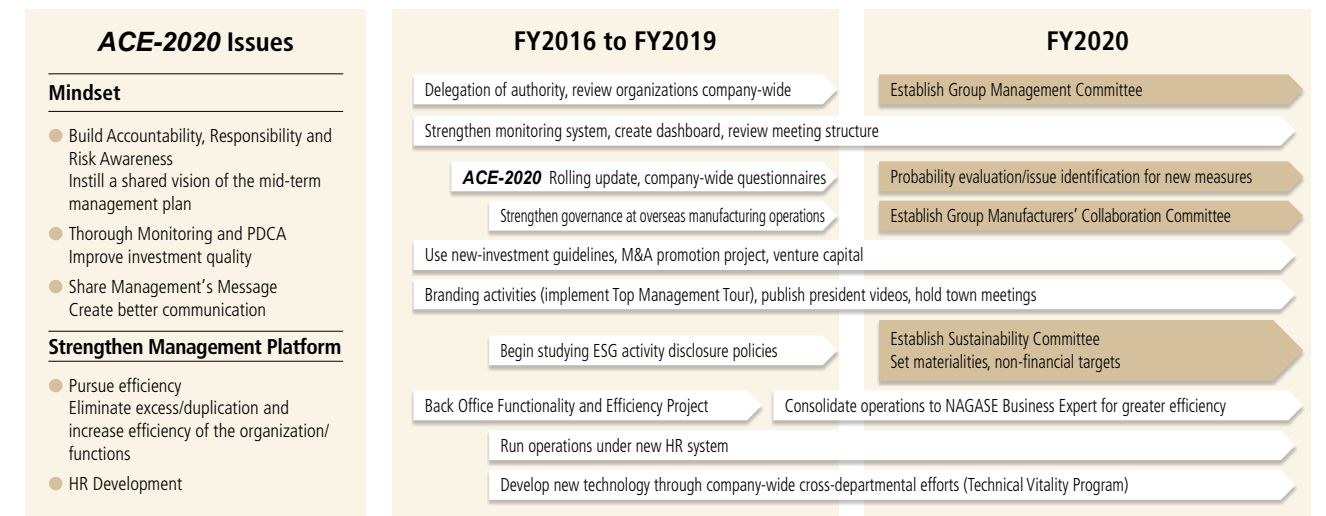 ACE-2020 Issues
Mindset
● Build Accountability, Responsibility and
Risk Awareness
Instill a shared vision of the mid-term
management plan
● Thorough Monitoring and PDCA
Improve investment quality
● Share Management's Message
Create better communication
Strengthen Management Platform
● Pursue efficiency
Eliminate excess/duplication and
increase efficiency of the organization/
functions
● HR Development
FY2016 to FY2019
FY2020
Delegation of authority, review organizations company-wide
Establish Group Management Committee
Strengthen monitoring system, create dashboard, review meeting structure
ACE-2020 Rolling update, company-wide questionnaires
Probability evaluation/issue identification for new measures
Strengthen governance at overseas manufacturing operations
Establish Group Manufacturers' Collaboration Committee
Use new-investment guidelines, M&A promotion project, venture capital
Branding activities (implement Top Management Tour), publish president videos, hold town meetings
Begin studying ESG activity disclosure policies
Establish Sustainability Committee
Set materialities, non-financial targets
Back Office Functionality and Efficiency Project
Consolidate operations to NAGASE Business Expert for greater efficiency
Run operations under new HR system
Develop new technology through company-wide cross-departmental efforts (Technical Vitality Program)